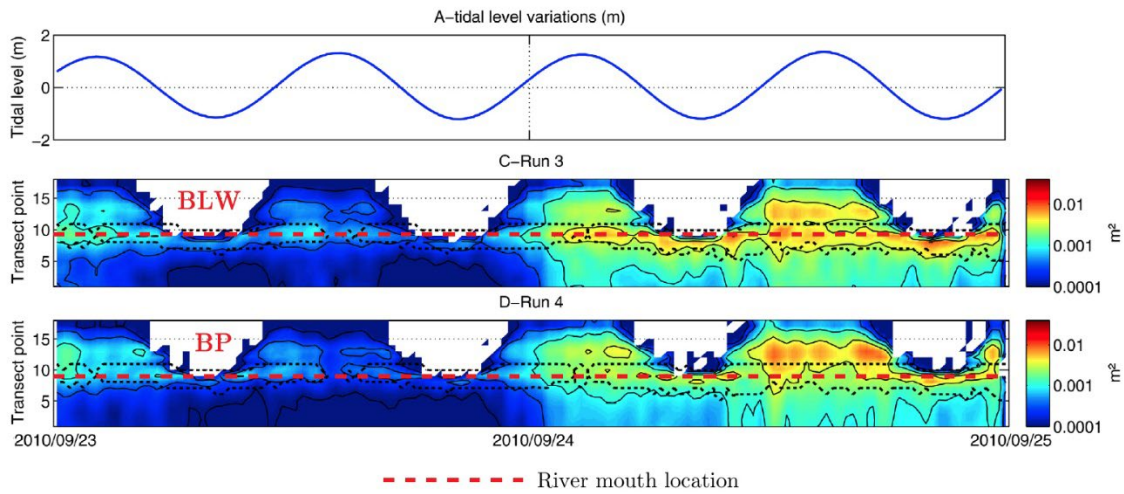 A-tidal level variations (m)
Tidal level (m)
2
0
−2
C-Run 3
Transect point
15
10
5
BLW
0.01
0.001
0.0001
m²
D-Run 4
Transect point
15
10
5
BP
0.01
0.001
0.0001
m²
2010/09/23 2010/09/24 2010/09/25
River mouth location